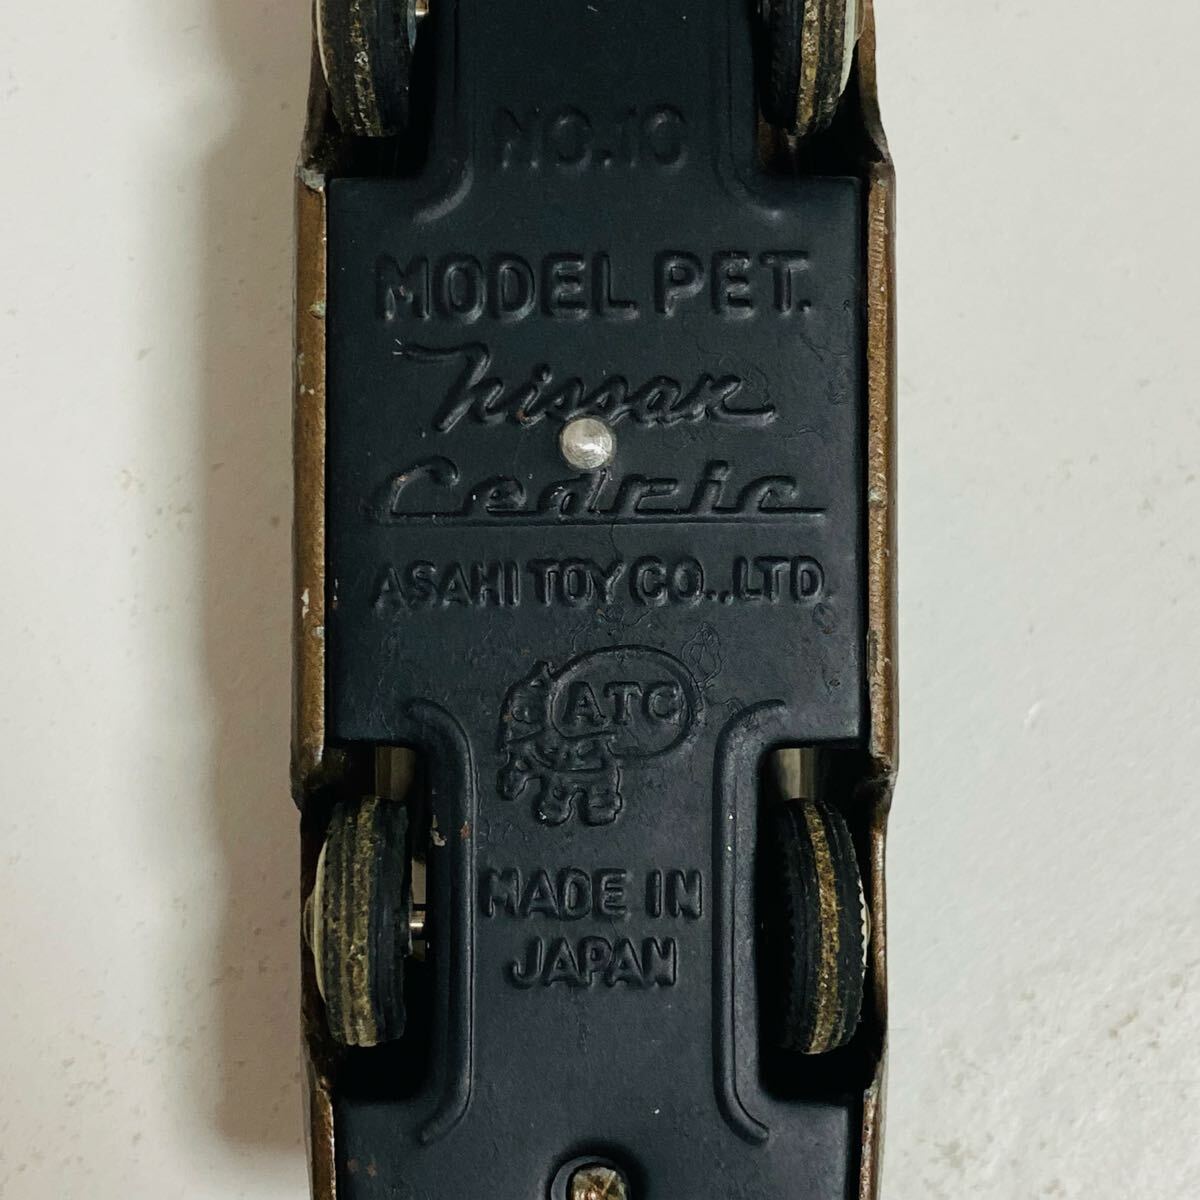 NO.10
MODEL PET.
Nissan
Cedric
ASAHI TOY CO.,LTD.
ATC
MADE IN
JAPAN